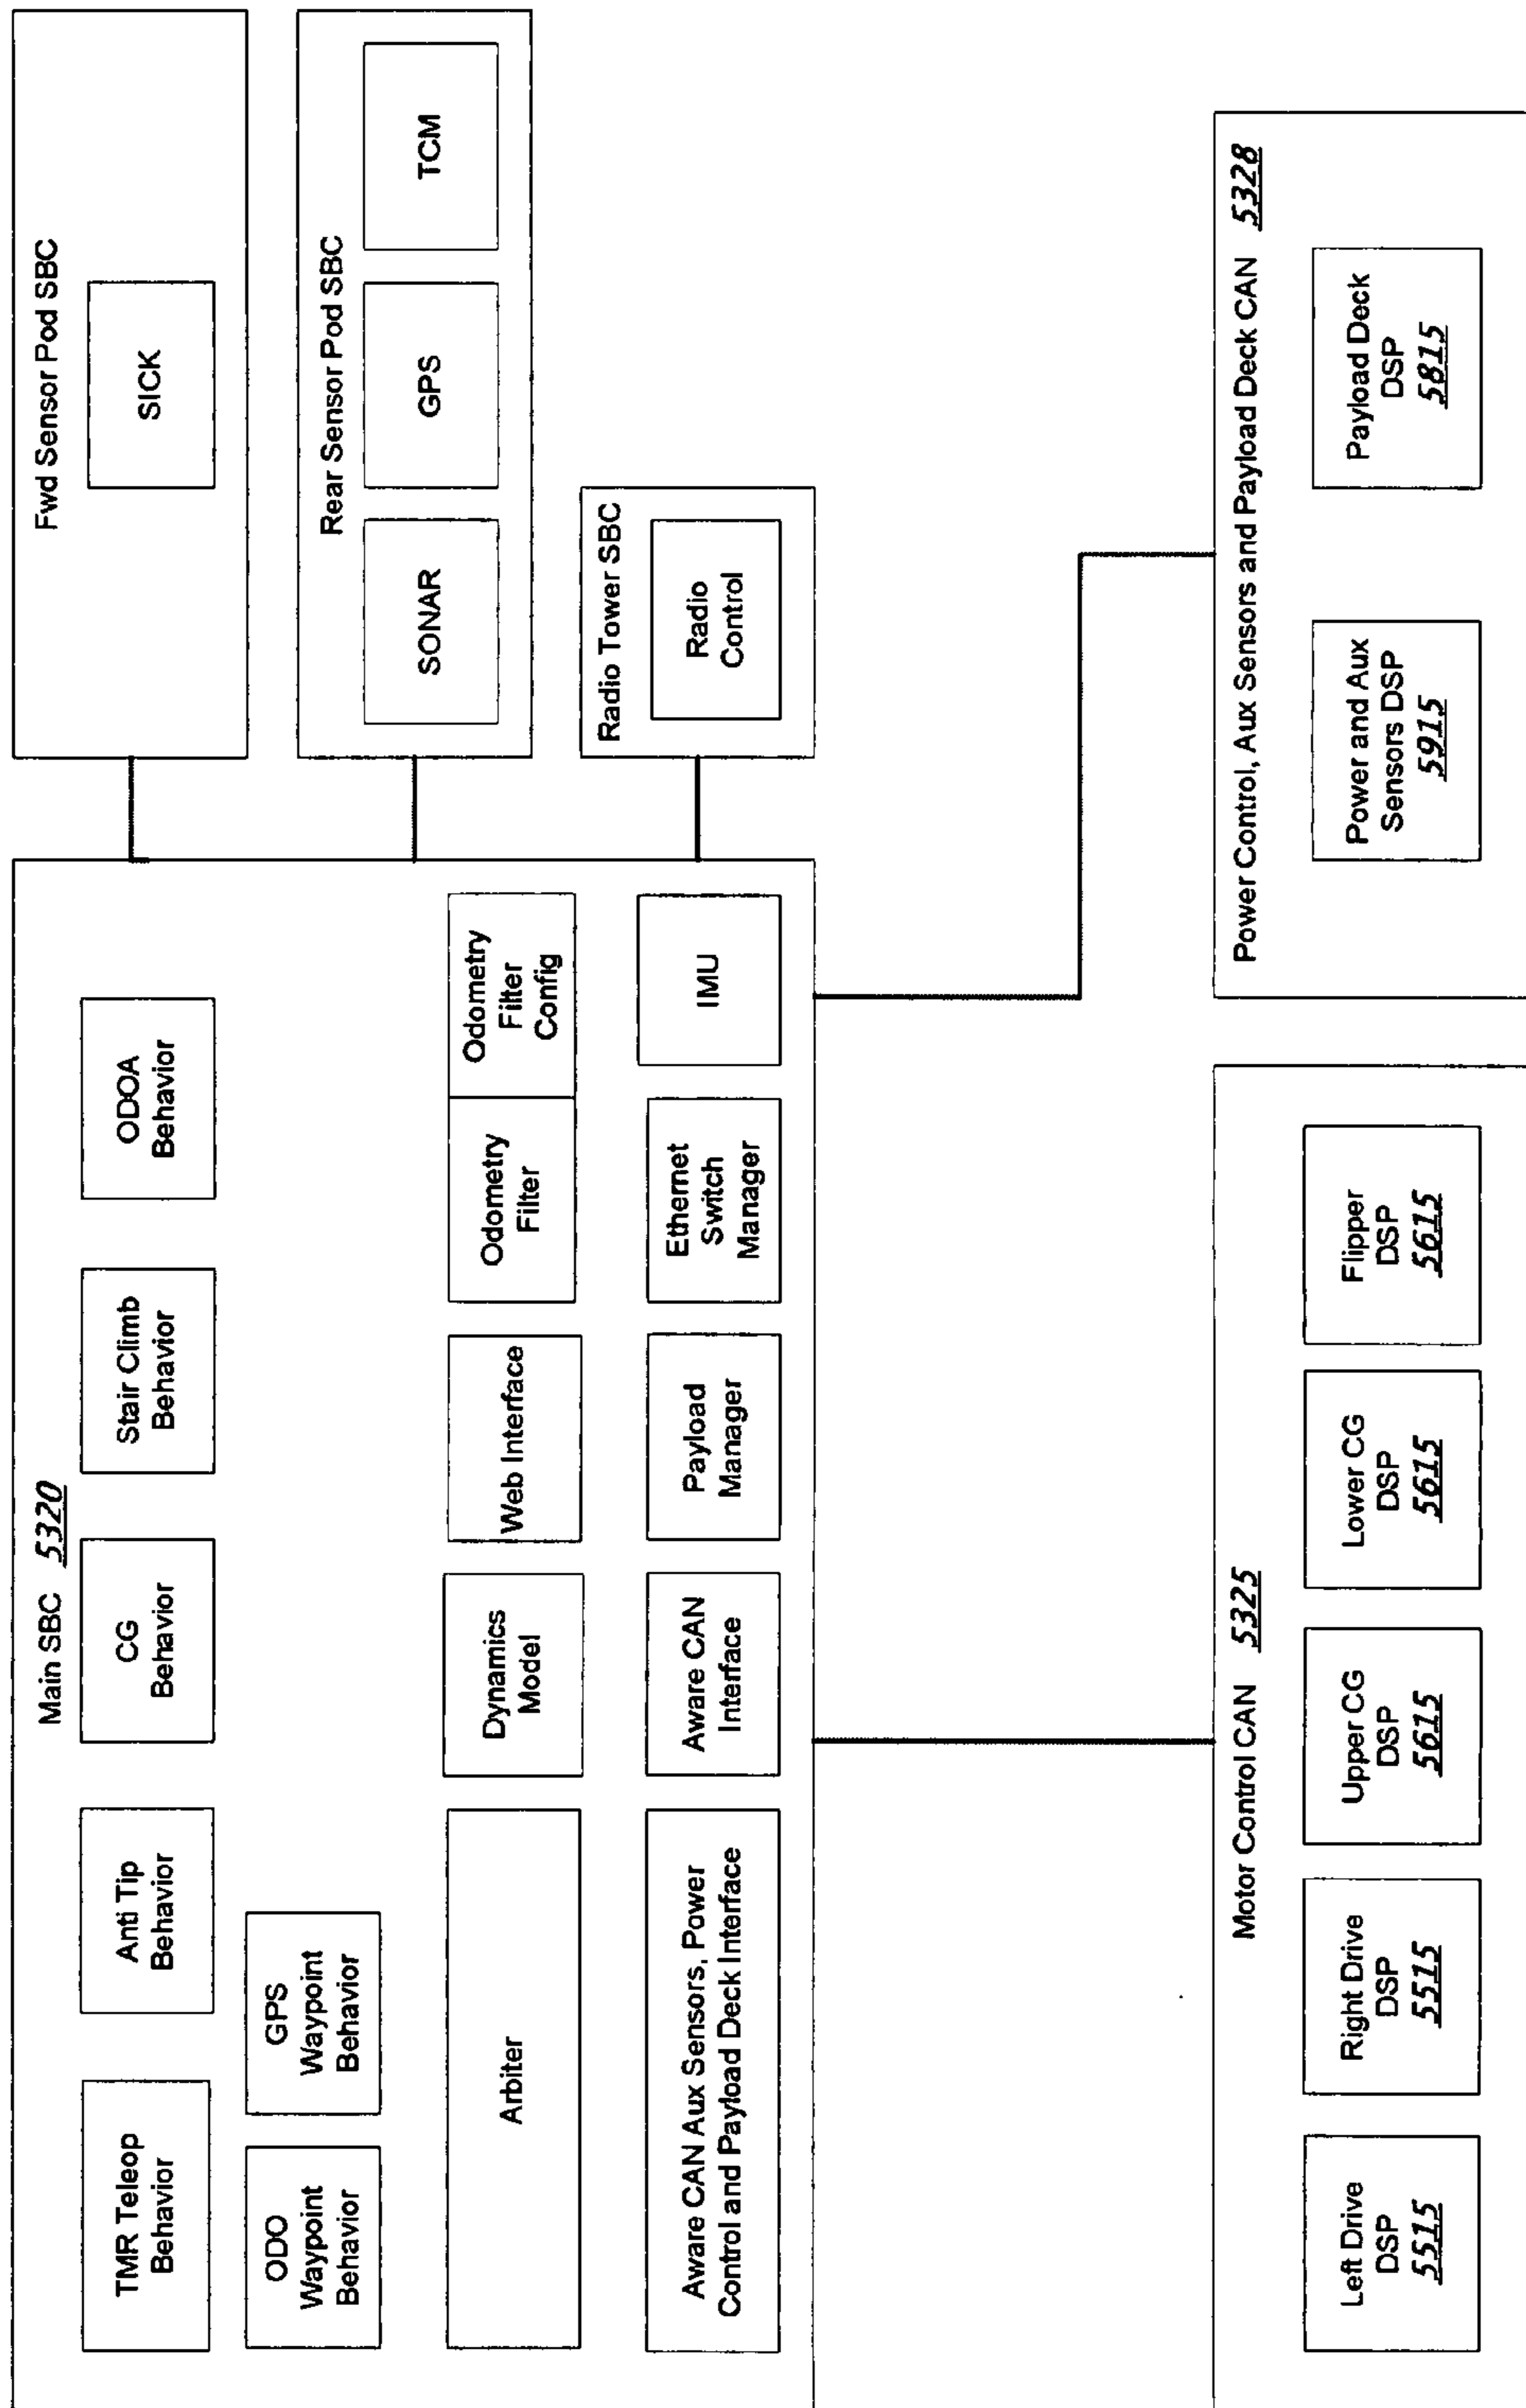 Main SBC 5320
TMR Teleop
Behavior
Anti Tip
Behavior
CG
Behavior
Stair Climb
Behavior
ODOA
Behavior
ODO
Waypoint
Behavior
GPS
Waypoint
Behavior
Arbiter
Dynamics
Model
Web Interface
Odometry
Filter
Odometry
Filter
Config
Aware CAN Aux Sensors, Power
Control and Payload Deck Interface
Aware CAN
Interface
Payload
Manager
Ethernet
Switch
Manager
IMU
Fwd Sensor Pod SBC
SICK
Rear Sensor Pod SBC
SONAR
GPS
TCM
Radio Tower SBC
Radio
Control
Motor Control CAN 5325
Left Drive
DSP
5515
Right Drive
DSP
5515
Upper CG
DSP
5615
Lower CG
DSP
5615
Flipper
DSP
5615
Power Control, Aux Sensors and Payload Deck CAN 5328
Power and Aux
Sensors DSP
5915
Payload Deck
DSP
5815